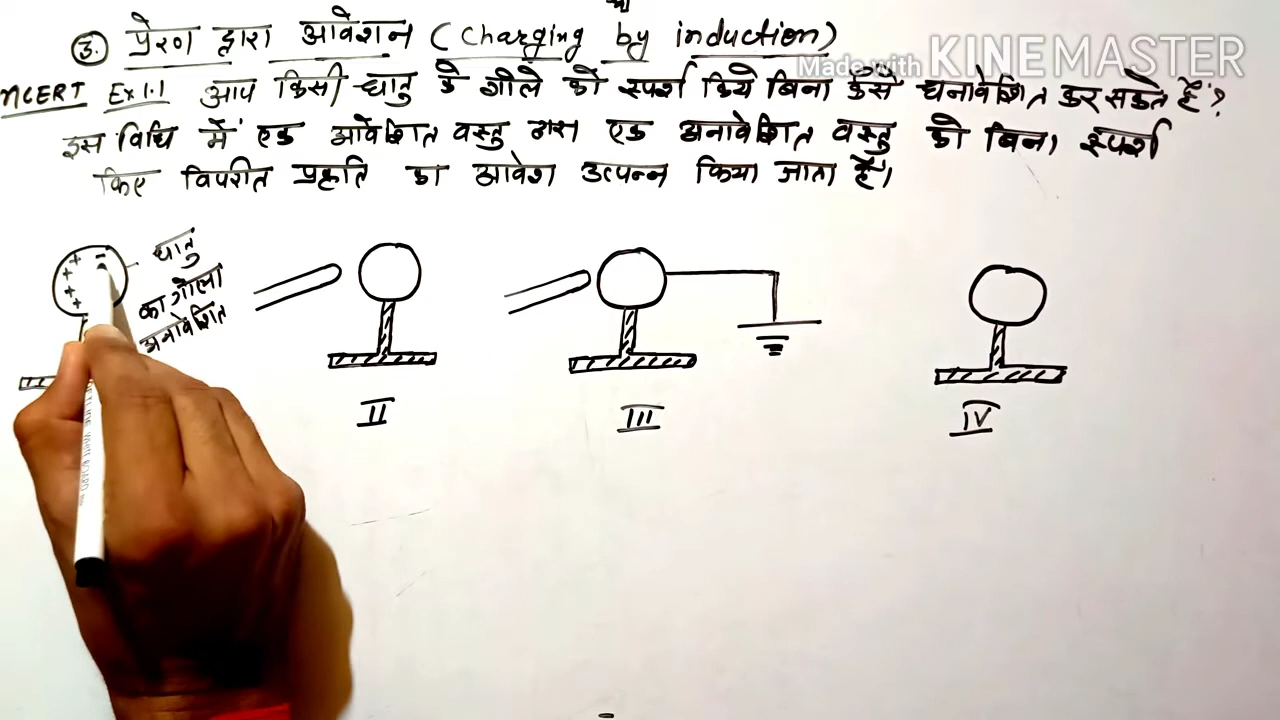 ③. प्रेरण द्वारा आवेशन (Charging by induction)
Made with KINEMASTER
NCERT Ex 1.1 आप किसी धातु के गोले को स्पर्श किये बिना कैसे धनावेशित कर सकते हैं?
इस विधि में एक आवेशित वस्तु द्वारा एक अनावेशित वस्तु को बिना स्पर्श
किए विपरीत प्रकृति का आवेश उत्पन्न किया जाता है।
धातु
का गोला
अनावेशित
II
III
IV